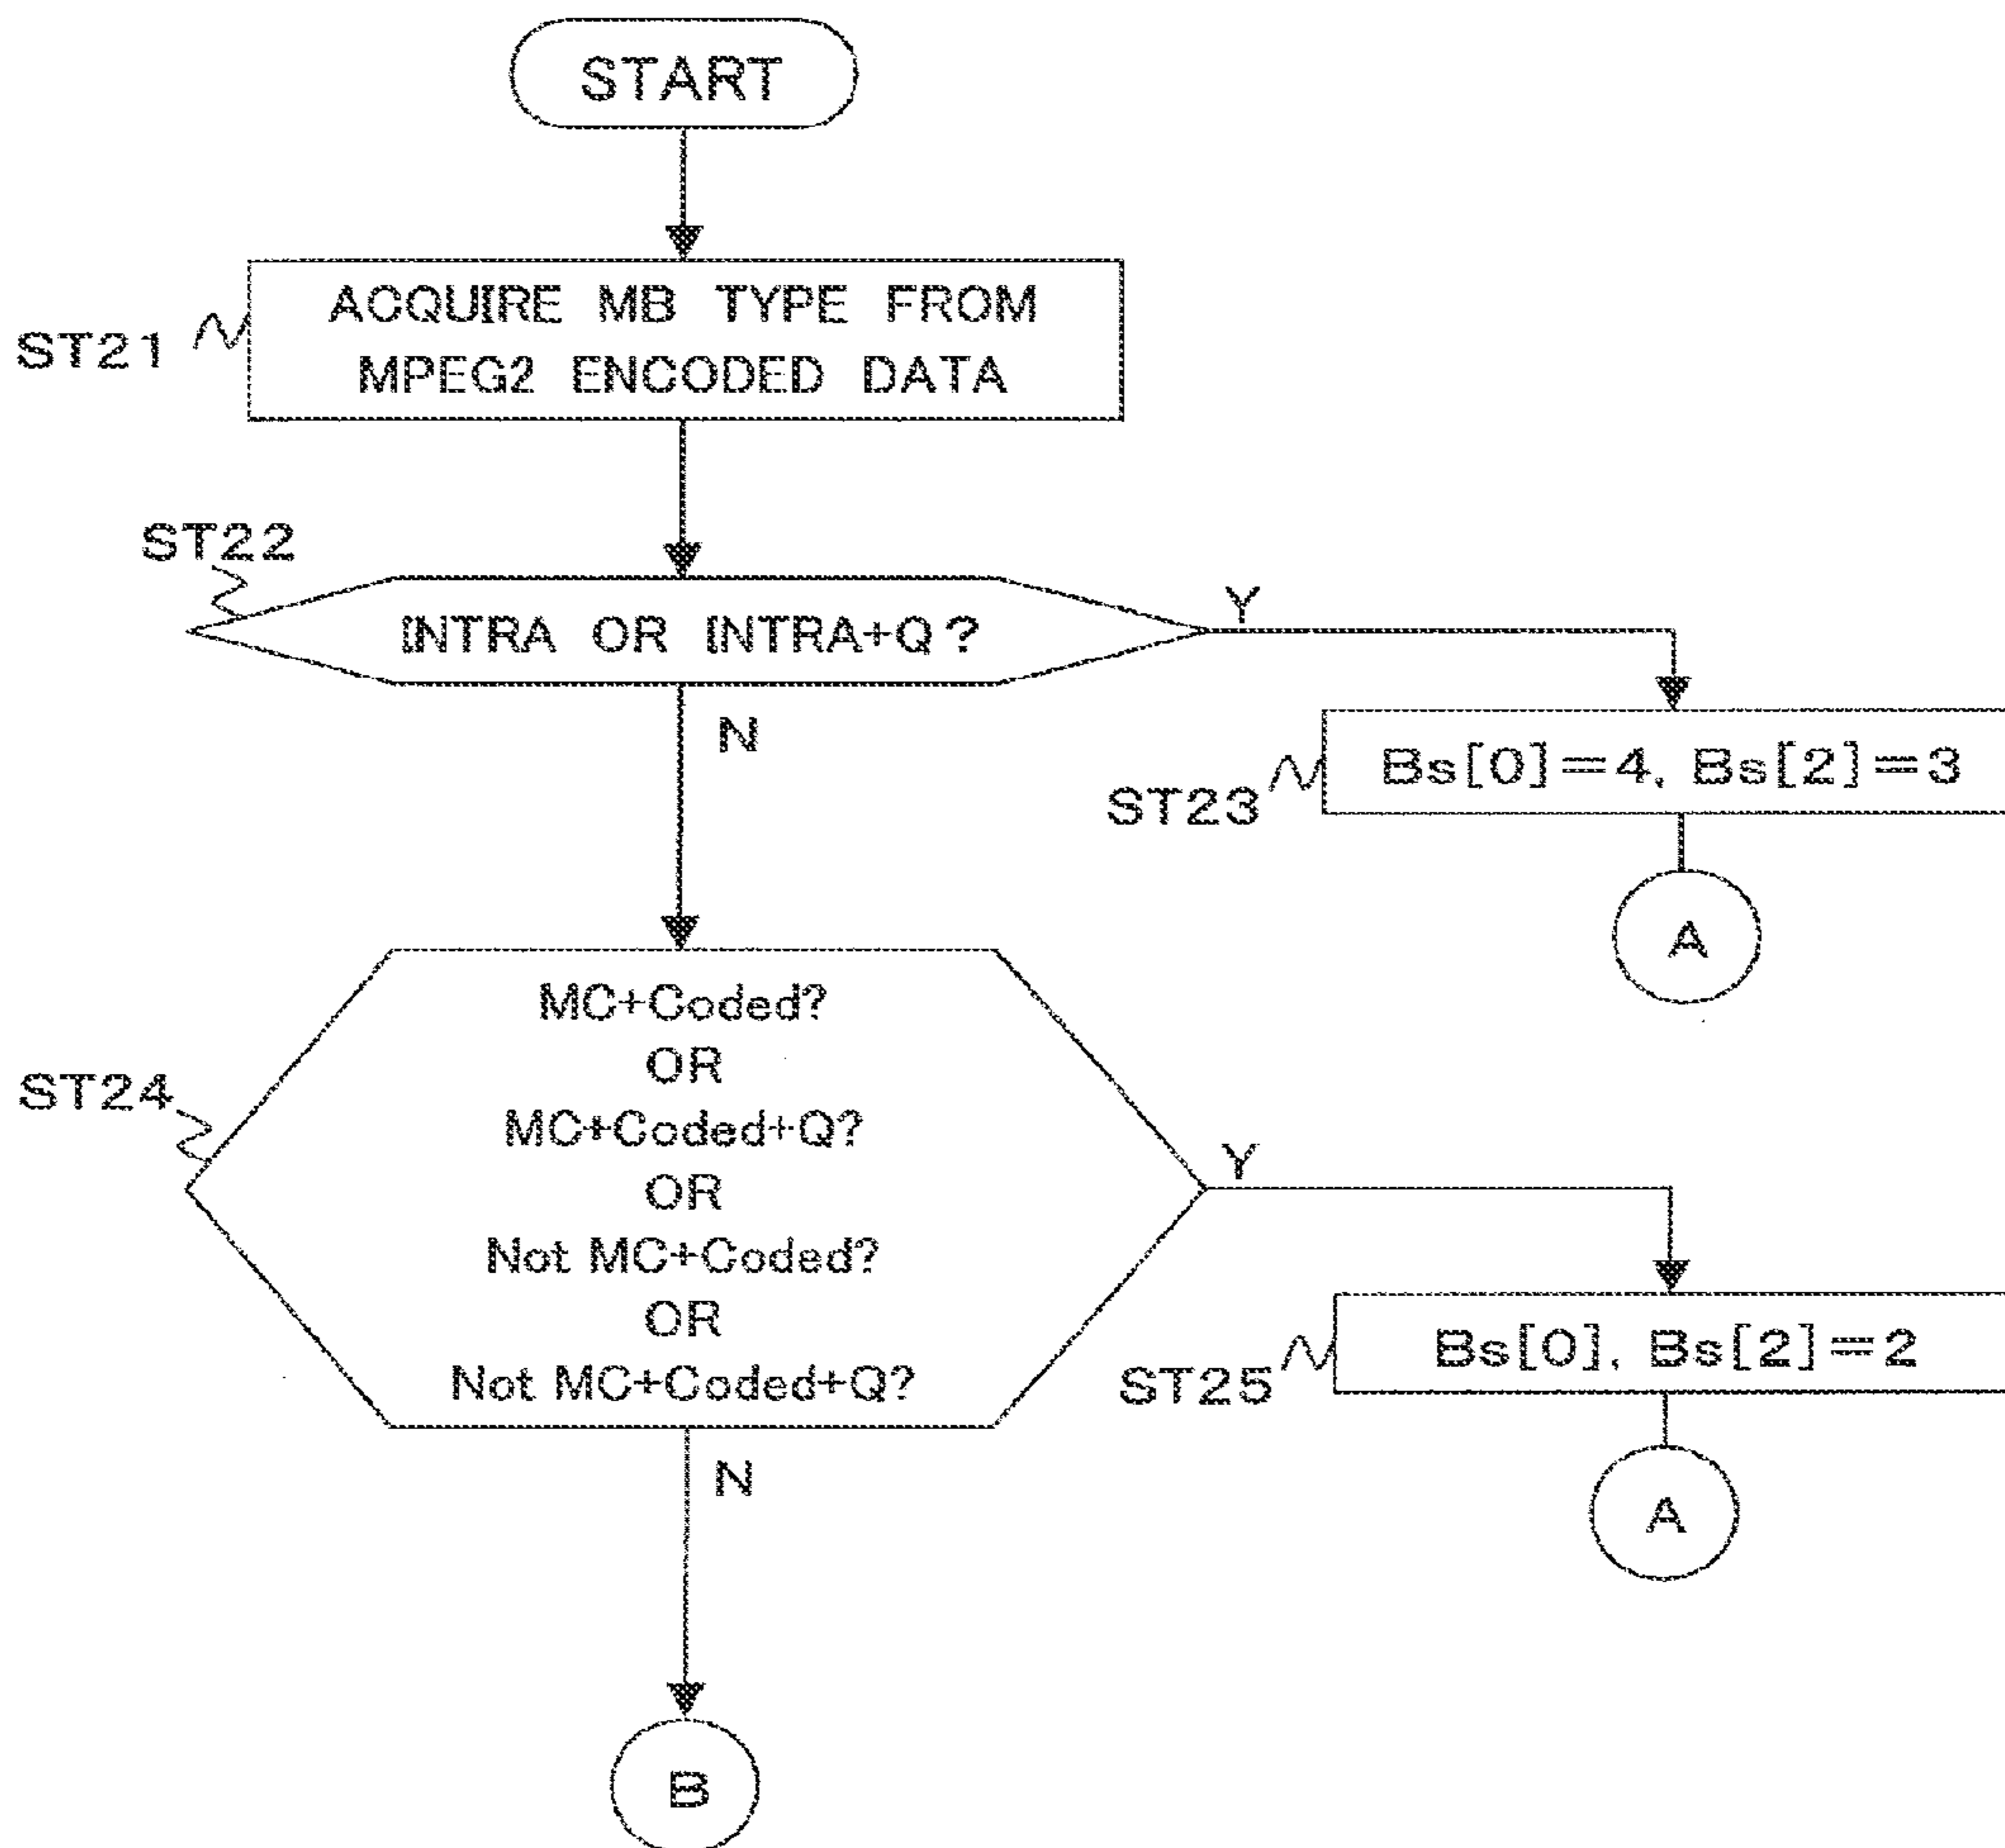 START
ACQUIRE MB TYPE FROM
MPEG2 ENCODED DATA
ST21
ST22
INTRA OR INTRA+Q?
Y
N
Bs[0]=4, Bs[2]=3
ST23
A
MC+Coded?
OR
MC+Coded+Q?
OR
Not MC+Coded?
OR
Not MC+Coded+Q?
ST24
Y
Bs[0], Bs[2]=2
ST25
A
N
B